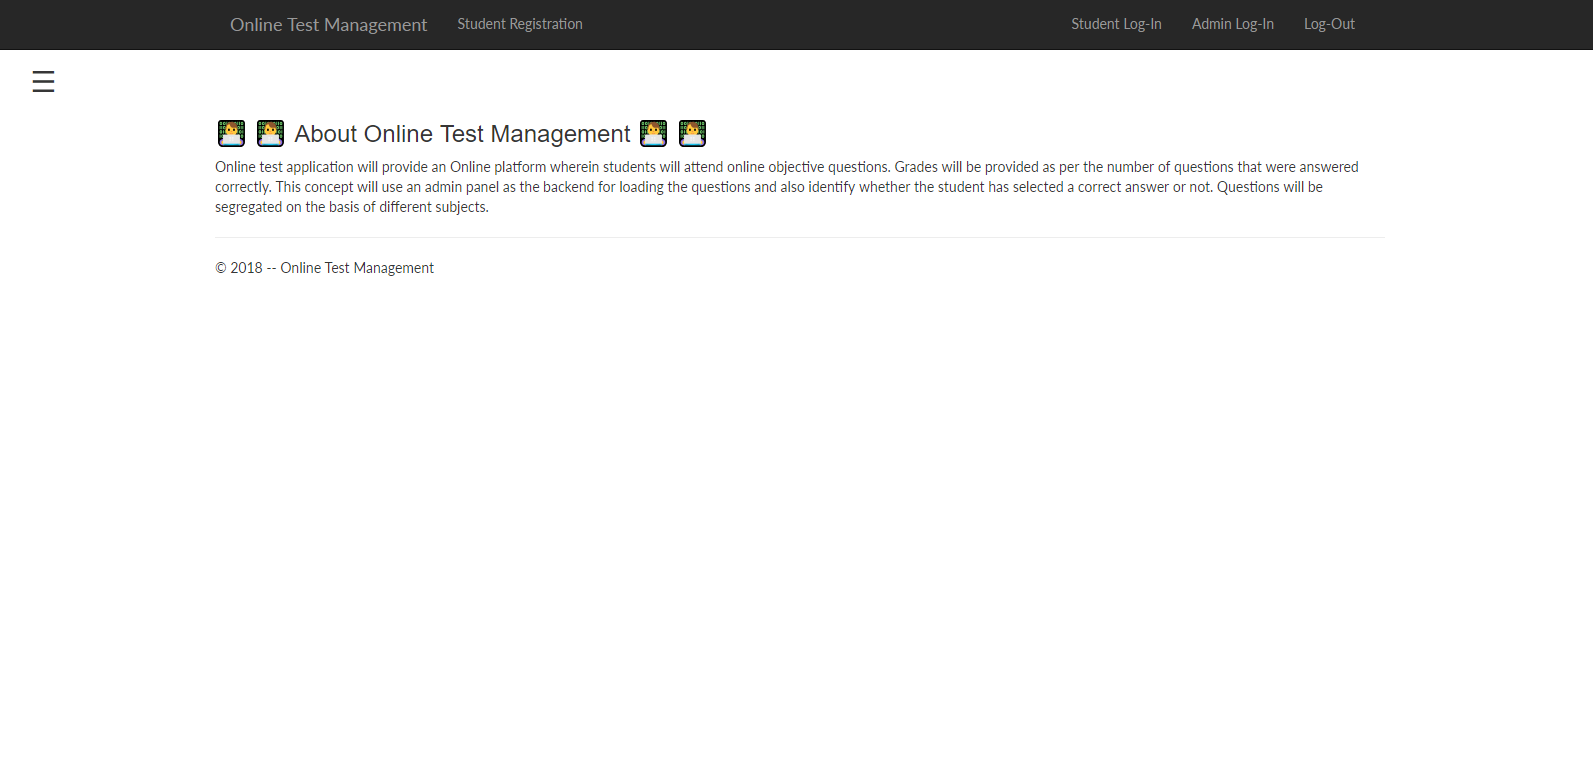 Online Test Management Student Registration Student Log-In Admin Log-In Log-Out
About Online Test Management
Online test application will provide an Online platform wherein students will attend online objective questions. Grades will be provided as per the number of questions that were answered
correctly. This concept will use an admin panel as the backend for loading the questions and also identify whether the student has selected a correct answer or not. Questions will be
segregated on the basis of different subjects.
© 2018 -- Online Test Management